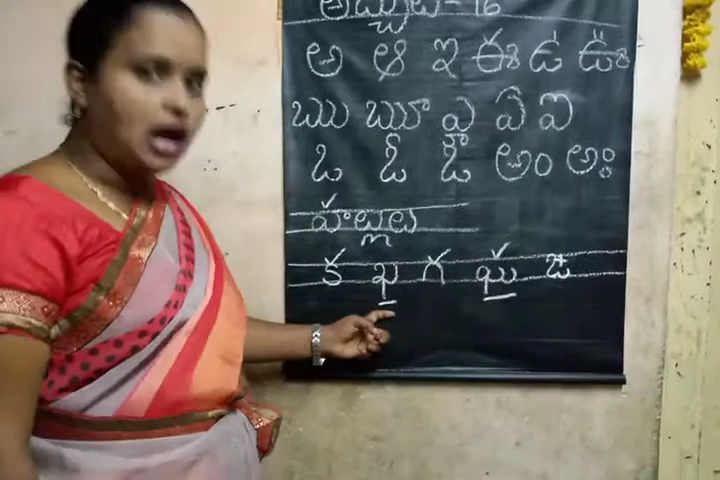 అచ్చులు - 16
అ ఆ ఇ ఈ ఉ ఊ
ఋ ౠ ఎ ఏ ఐ
ఓ ఔ అం అః
హల్లులు
క ఖ గ ఘ ఙ